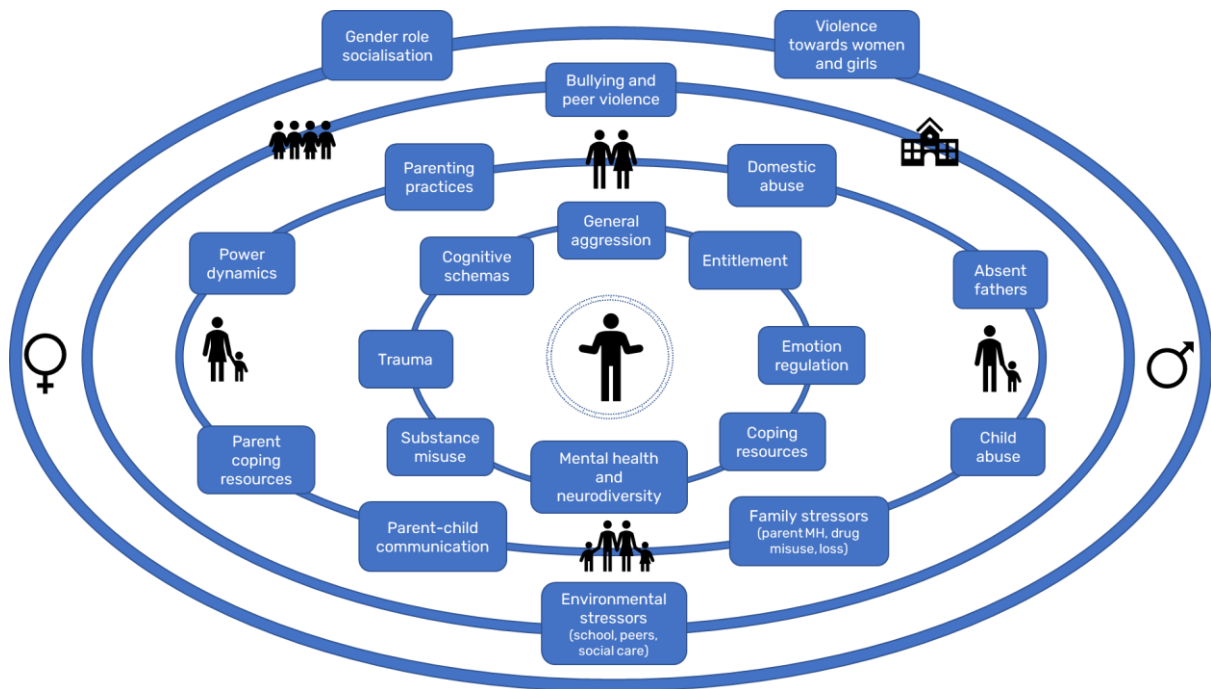 Gender role
socialisation
Violence
towards women
and girls
Bullying and
peer violence
Parenting
practices
Domestic
abuse
General
aggression
Power
dynamics
Cognitive
schemas
Entitlement
Absent
fathers
Trauma
Emotion
regulation
Parent
coping
resources
Substance
misuse
Mental health
and
neurodiversity
Coping
resources
Child
abuse
Parent-child
communication
Family stressors
(parent MH, drug
misuse, loss)
Environmental
stressors
(school, peers,
social care)